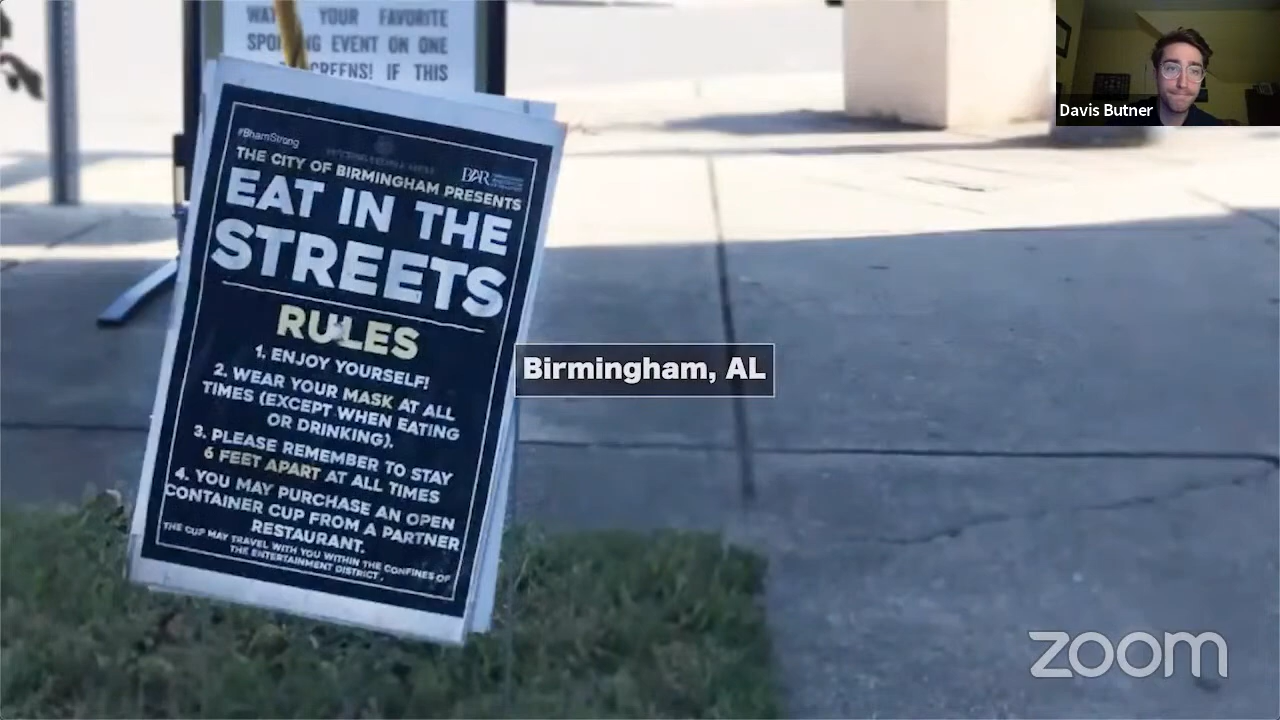 WAT YOUR FAVORITE
SPO NG EVENT ON ONE
CREENS! IF THIS
Davis Butner
#BhamStrong
BAR
THE CITY OF BIRMINGHAM PRESENTS
EAT IN THE
STREETS
RULES
1. ENJOY YOURSELF!
2. WEAR YOUR MASK AT ALL
TIMES (EXCEPT WHEN EATING
OR DRINKING).
3. PLEASE REMEMBER TO STAY
6 FEET APART AT ALL TIMES
4. YOU MAY PURCHASE AN OPEN
CONTAINER CUP FROM A PARTNER
RESTAURANT.
THE CUP MAY TRAVEL WITH YOU WITHIN THE CONFINES OF
THE ENTERTAINMENT DISTRICT.
Birmingham, AL
zoom